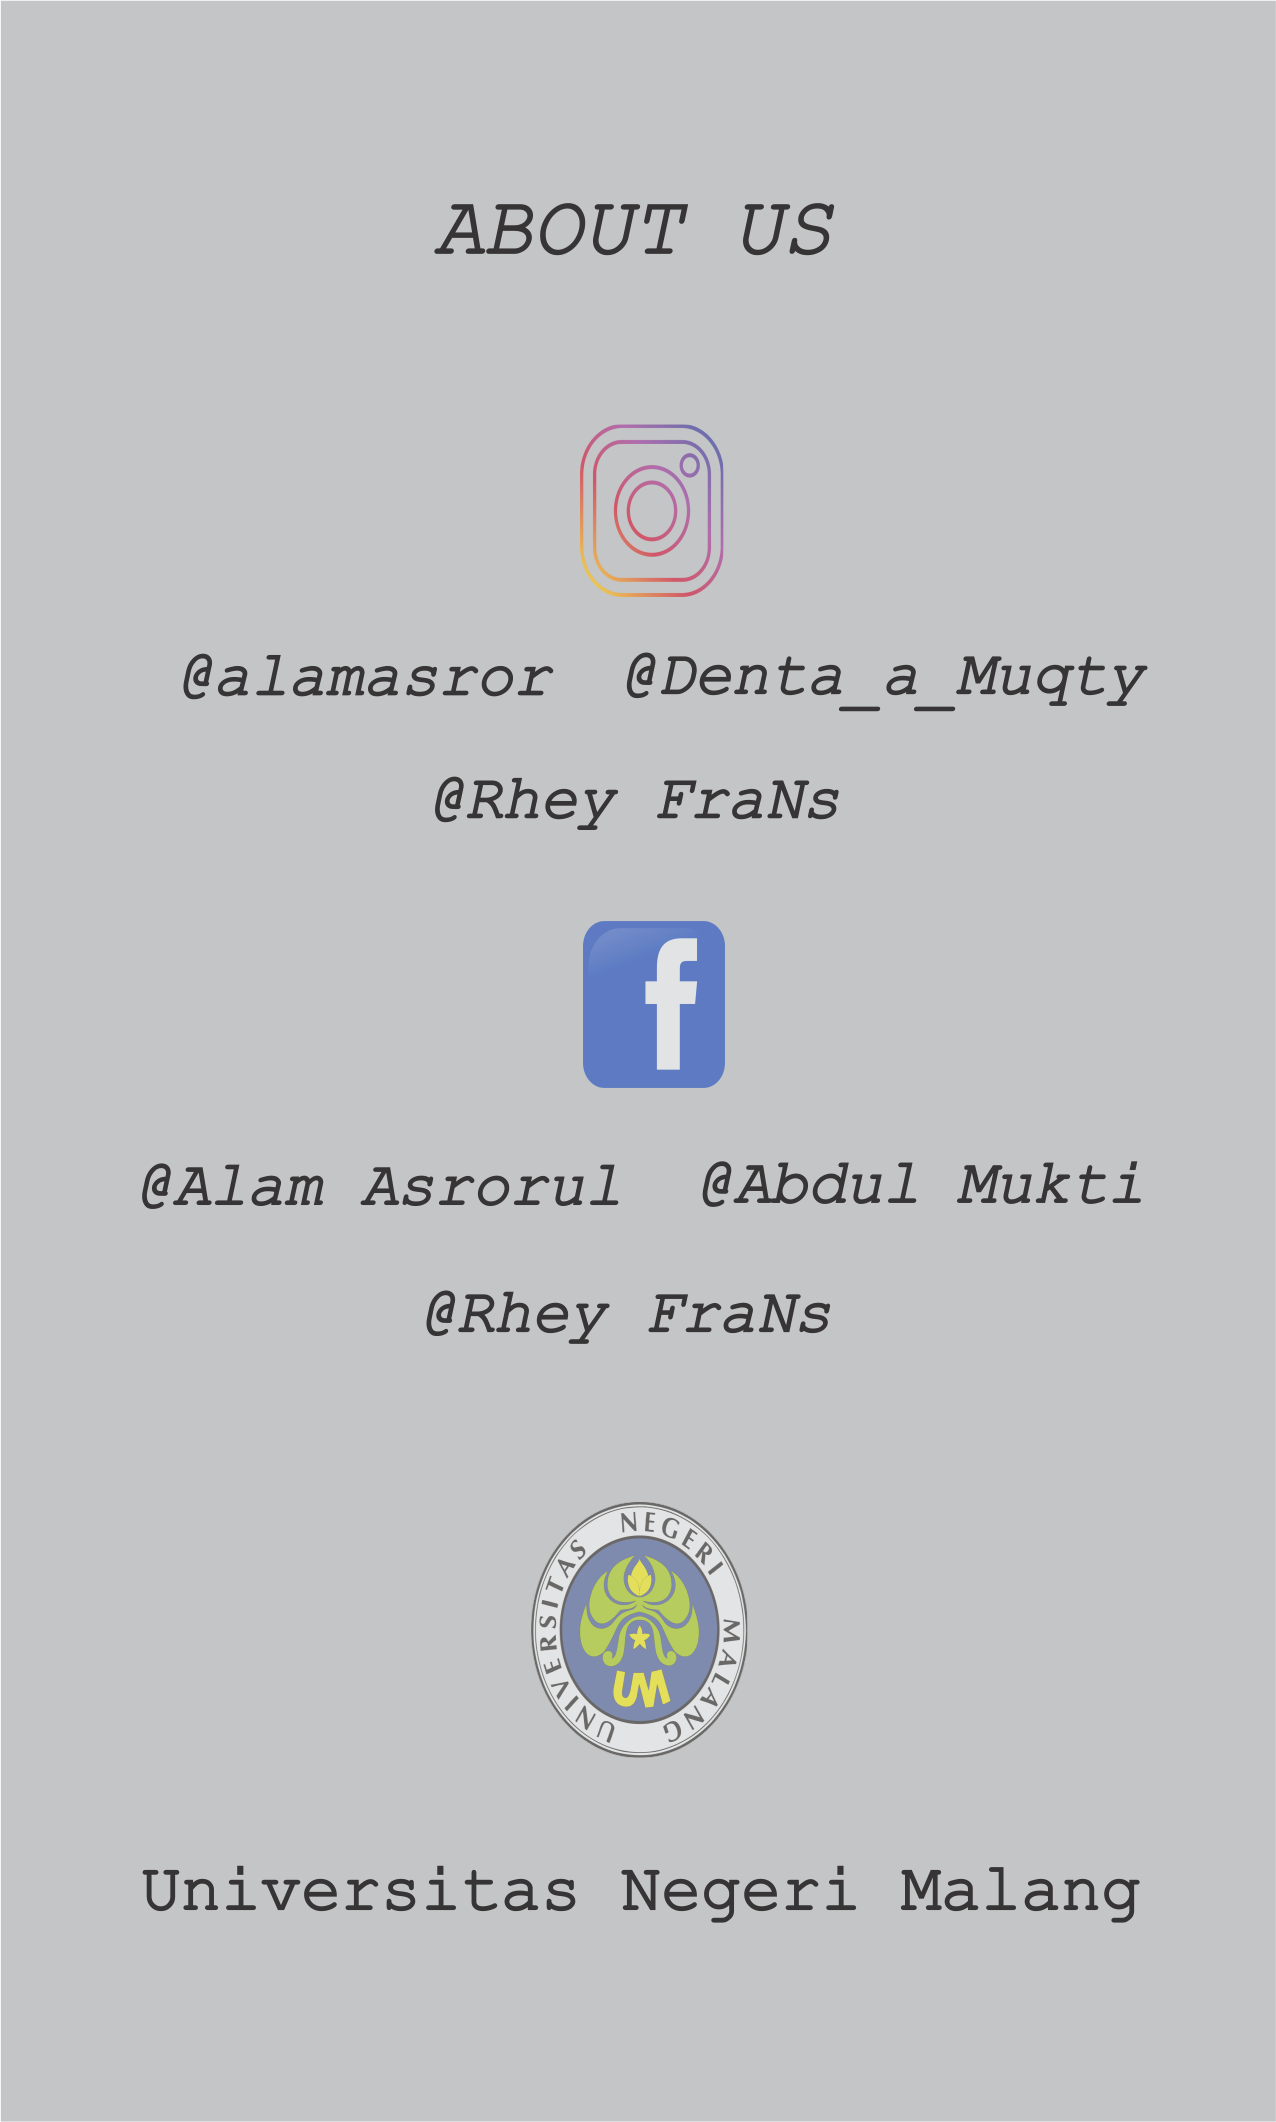 ABOUT US
@alamasror @Denta_a_Muqty
@Rhey FraNs
f
@Alam Asrorul @Abdul Mukti
@Rhey FraNs
UNIVERSITAS NEGERI MALANG
UM
Universitas Negeri Malang